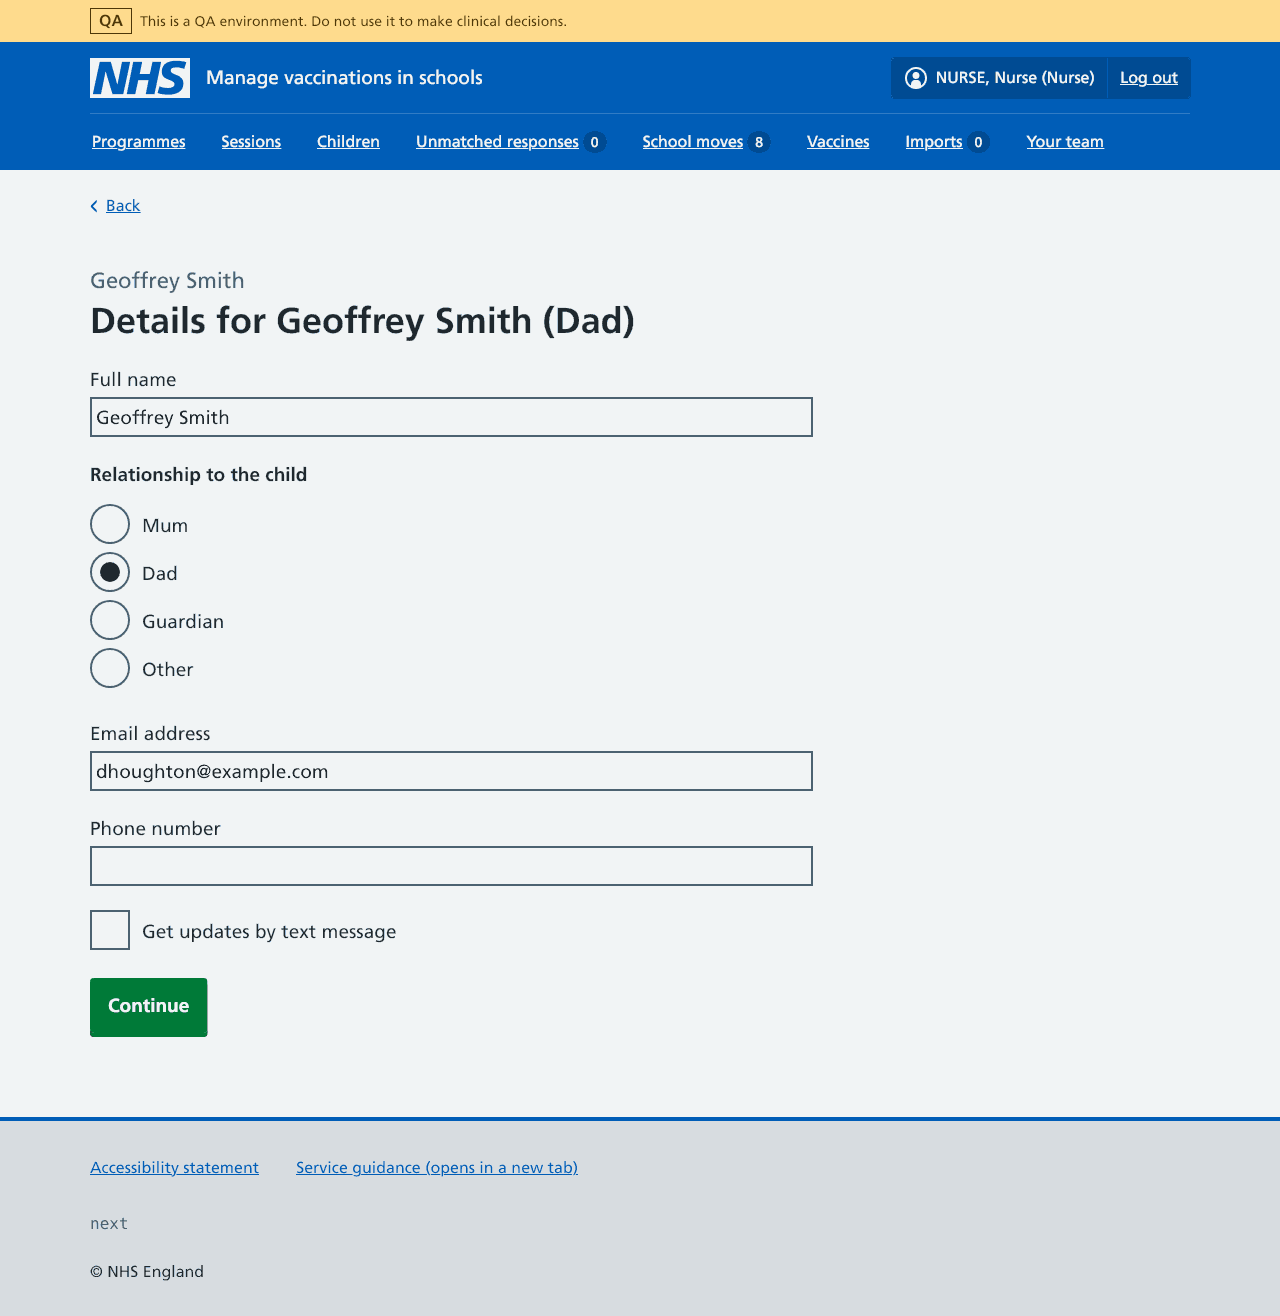 QA This is a QA environment. Do not use it to make clinical decisions.
NHS Manage vaccinations in schools NURSE, Nurse (Nurse) Log out
Programmes Sessions Children Unmatched responses 0 School moves 8 Vaccines Imports 0 Your team
Back
Geoffrey Smith
Details for Geoffrey Smith (Dad)
Full name
Geoffrey Smith
Relationship to the child
Mum
Dad
Guardian
Other
Email address
dhoughton@example.com
Phone number
Get updates by text message
Continue
Accessibility statement Service guidance (opens in a new tab)
next
© NHS England